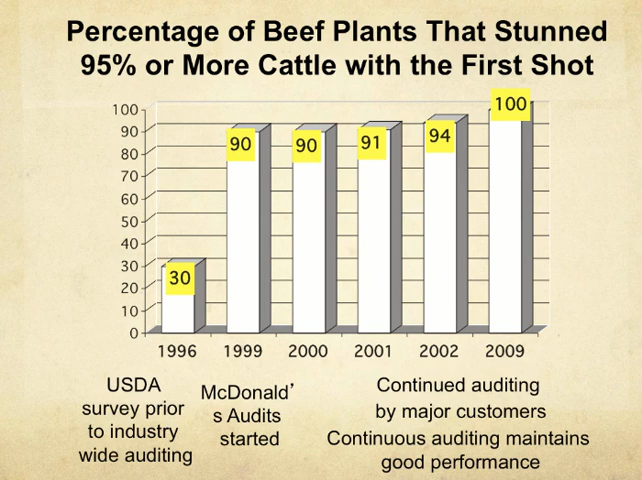 Percentage of Beef Plants That Stunned
95% or More Cattle with the First Shot
100
90
80
70
60
50
40
30
20
10
0
30
90
90
91
94
100
1996
1999
2000
2001
2002
2009
USDA
survey prior
to industry
wide auditing
McDonald’
s Audits
started
Continued auditing
by major customers
Continuous auditing maintains
good performance